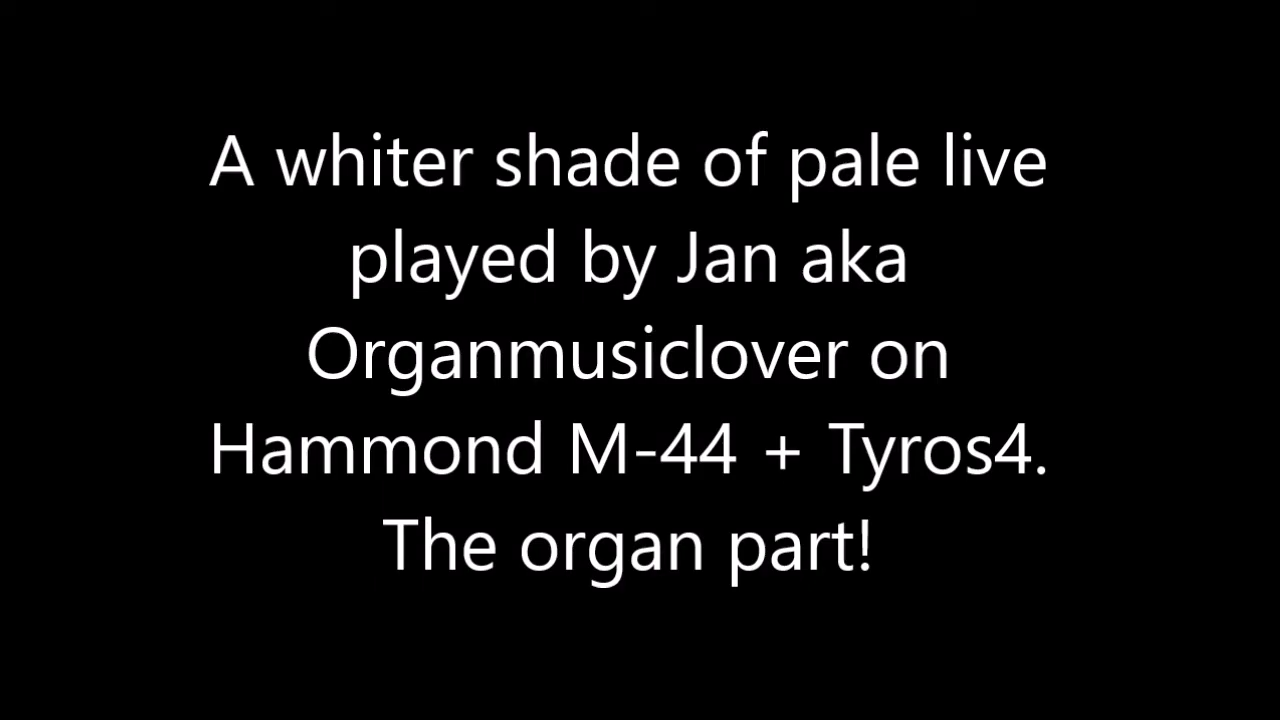 A whiter shade of pale live
played by Jan aka
Organmusiclover on
Hammond M-44 + Tyros4.
The organ part!